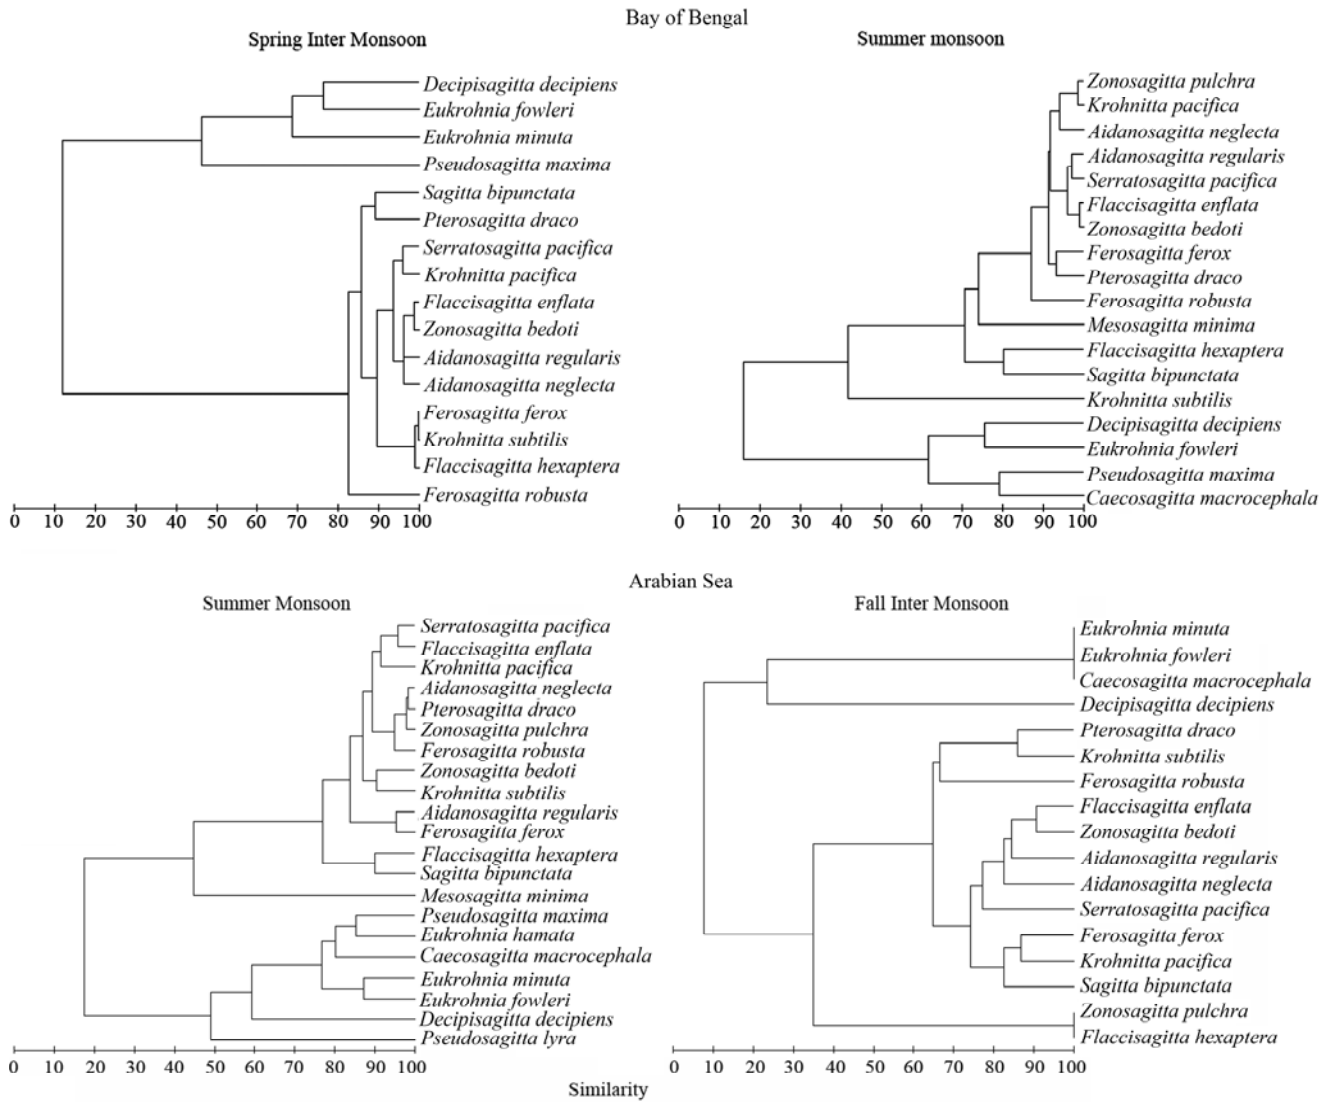 Bay of Bengal
Spring Inter Monsoon
Decipisagitta decipiens
Eukrohnia fowleri
Eukrohnia minuta
Pseudosagitta maxima
Sagitta bipunctata
Pterosagitta draco
Serratosagitta pacifica
Krohnitta pacifica
Flaccisagitta enflata
Zonosagitta bedoti
Aidanosagitta regularis
Aidanosagitta neglecta
Ferosagitta ferox
Krohnitta subtilis
Flaccisagitta hexaptera
Ferosagitta robusta
0 10 20 30 40 50 60 70 80 90 100
Summer monsoon
Zonosagitta pulchra
Krohnitta pacifica
Aidanosagitta neglecta
Aidanosagitta regularis
Serratosagitta pacifica
Flaccisagitta enflata
Zonosagitta bedoti
Ferosagitta ferox
Pterosagitta draco
Ferosagitta robusta
Mesosagitta minima
Flaccisagitta hexaptera
Sagitta bipunctata
Krohnitta subtilis
Decipisagitta decipiens
Eukrohnia fowleri
Pseudosagitta maxima
Caecosagitta macrocephala
0 10 20 30 40 50 60 70 80 90 100
Arabian Sea
Summer Monsoon
Serratosagitta pacifica
Flaccisagitta enflata
Krohnitta pacifica
Aidanosagitta neglecta
Pterosagitta draco
Zonosagitta pulchra
Ferosagitta robusta
Zonosagitta bedoti
Krohnitta subtilis
Aidanosagitta regularis
Ferosagitta ferox
Flaccisagitta hexaptera
Sagitta bipunctata
Mesosagitta minima
Pseudosagitta maxima
Eukrohnia hamata
Caecosagitta macrocephala
Eukrohnia minuta
Eukrohnia fowleri
Decipisagitta decipiens
Pseudosagitta lyra
0 10 20 30 40 50 60 70 80 90 100
Fall Inter Monsoon
Eukrohnia minuta
Eukrohnia fowleri
Caecosagitta macrocephala
Decipisagitta decipiens
Pterosagitta draco
Krohnitta subtilis
Ferosagitta robusta
Flaccisagitta enflata
Zonosagitta bedoti
Aidanosagitta regularis
Aidanosagitta neglecta
Serratosagitta pacifica
Ferosagitta ferox
Krohnitta pacifica
Sagitta bipunctata
Zonosagitta pulchra
Flaccisagitta hexaptera
0 10 20 30 40 50 60 70 80 90 100
Similarity